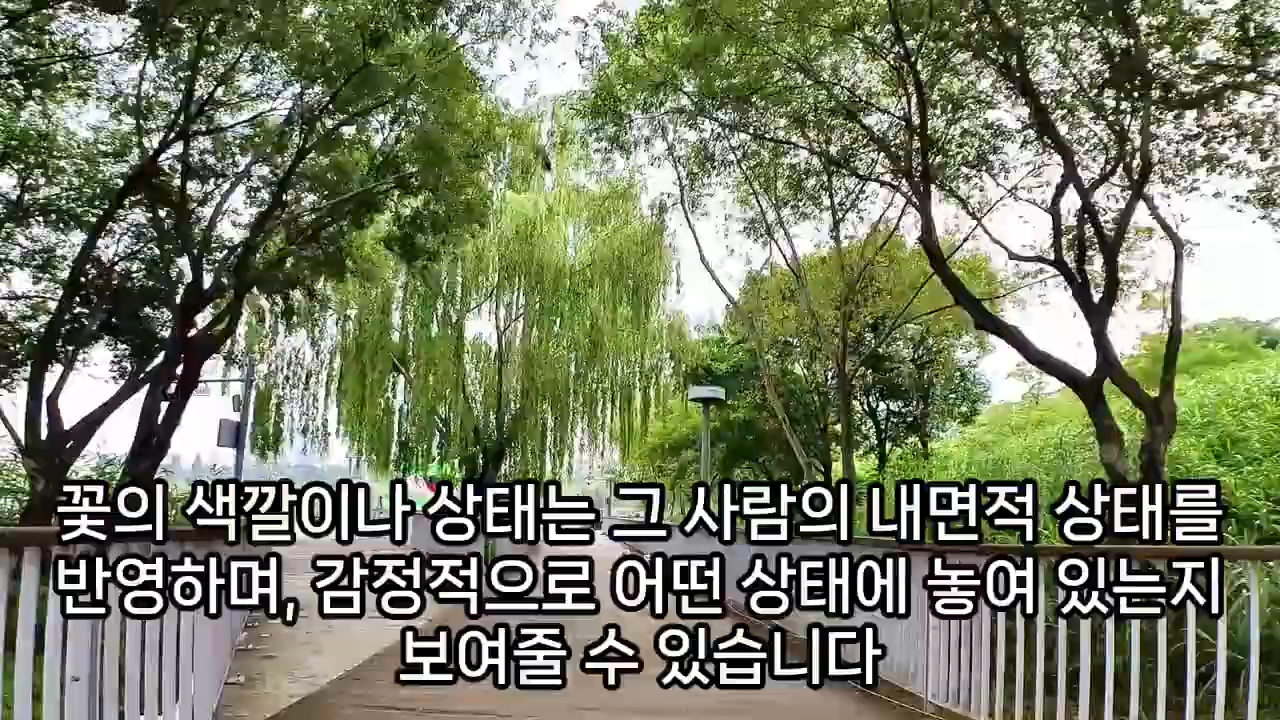 꽃의 색깔이나 상태는 그 사람의 내면적 상태를
반영하며, 감정적으로 어떤 상태에 놓여 있는지
보여줄 수 있습니다